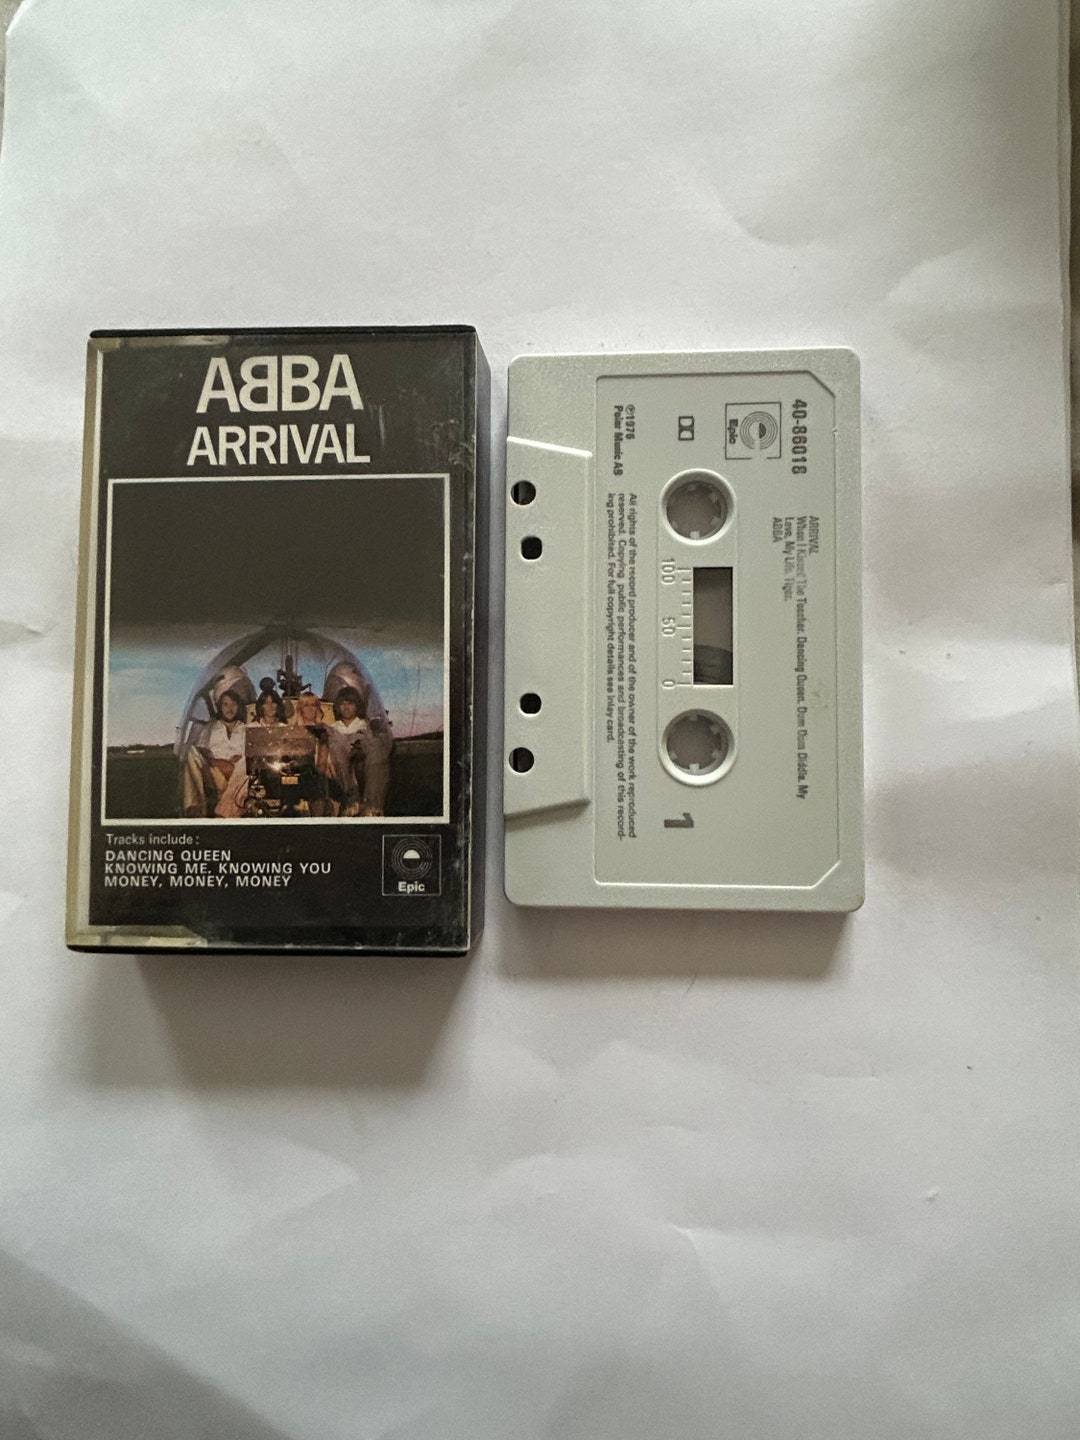 ABBA
ARRIVAL
Tracks include:
DANCING QUEEN
KNOWING ME, KNOWING YOU
MONEY, MONEY, MONEY
Epic
40-86018
Epic
ARRIVAL
When I Kissed The Teacher. Dancing Queen. Dum Dum Diddle. My
Love, My Life. Tiger.
ABBA
100 50 0
1
℗1976
Polar Music AB
All rights of the record producer and of the owner of the work reproduced
reserved. Copying, public performances and broadcasting of this record-
ing prohibited. For full copyright details see inlay card.